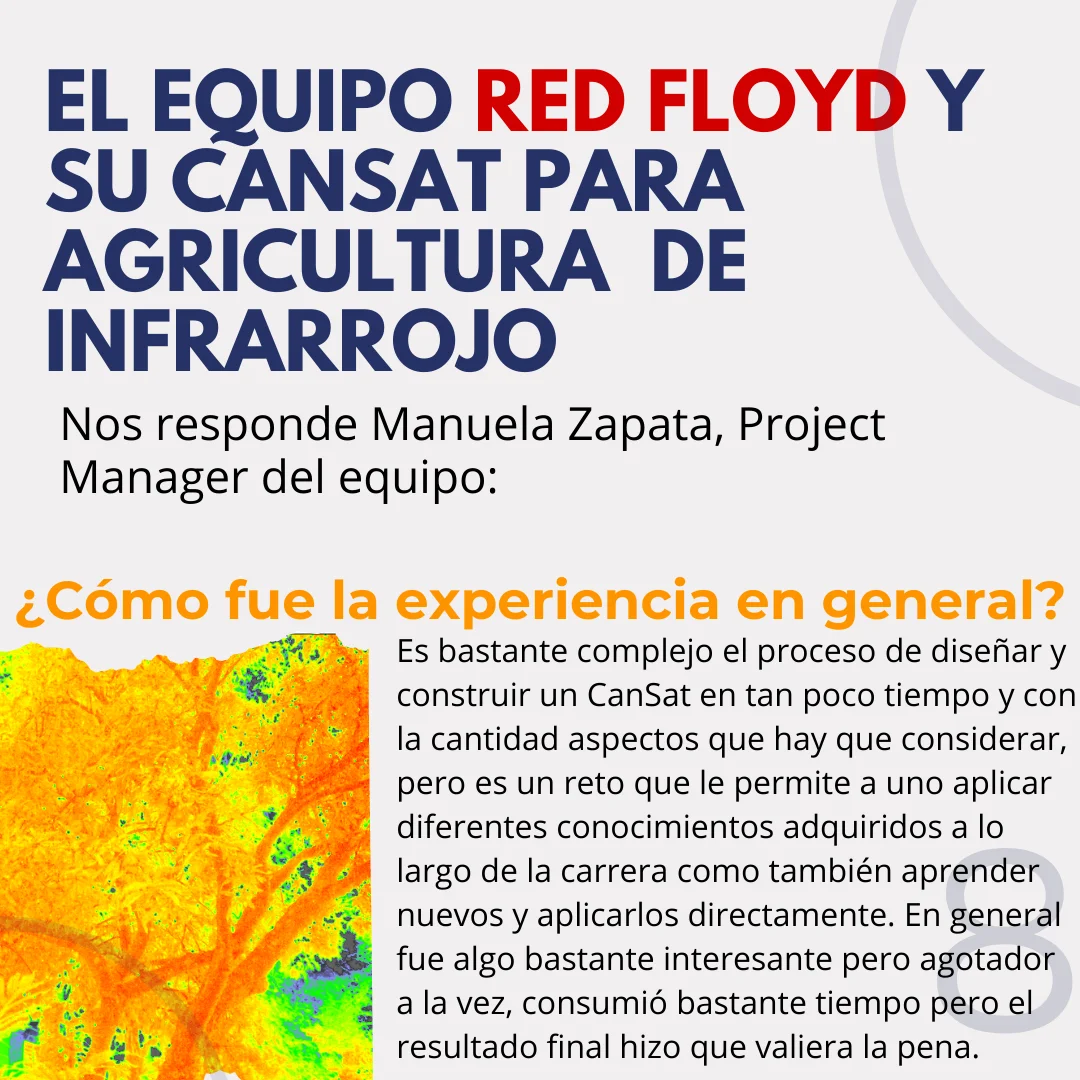 EL EQUIPO RED FLOYD Y
SU CANSAT PARA
AGRICULTURA DE
INFRARROJO
Nos responde Manuela Zapata, Project
Manager del equipo:
¿Cómo fue la experiencia en general?
Es bastante complejo el proceso de diseñar y
construir un CanSat en tan poco tiempo y con
la cantidad aspectos que hay que considerar,
pero es un reto que le permite a uno aplicar
diferentes conocimientos adquiridos a lo
largo de la carrera como también aprender
nuevos y aplicarlos directamente. En general
fue algo bastante interesante pero agotador
a la vez, consumió bastante tiempo pero el
resultado final hizo que valiera la pena.
8